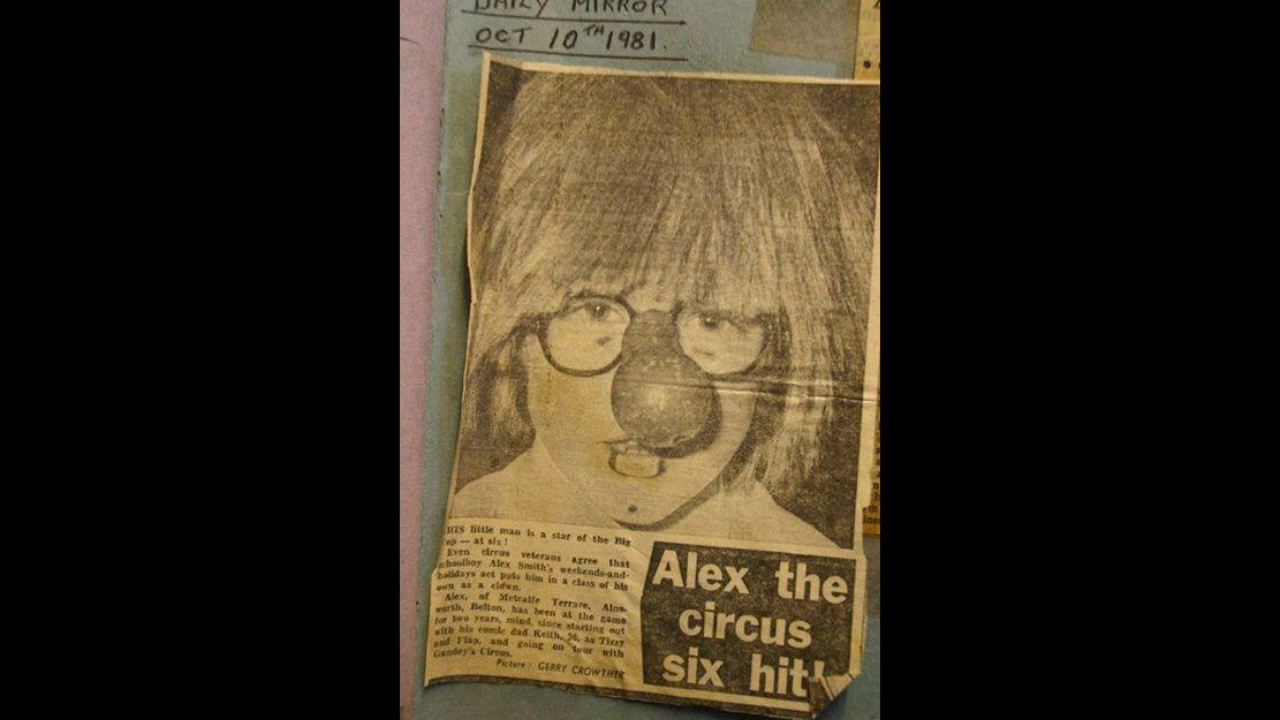 DAILY MIRROR
OCT 10TH 1981.
HIS little man is a star of the Big
op — at six!
Even circus veterans agree that
choolboy Alex Smith's weekends-and-
holidays act puts him in a class of his
own as a clown.
Alex, of Metcalfe Terrace, Ains-
worth, Bolton, has been at the game
for two years, mind, since starting out
with his comic dad Keith, 36, as Tizzy
and Flap, and going on tour with
Gandey's Circus.
Picture: GERRY CROWTHER
Alex the
circus
six hit!